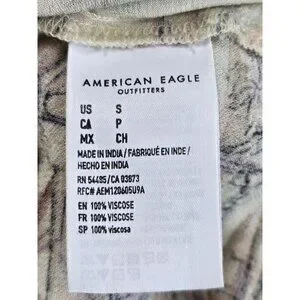 AMERICAN EAGLE
OUTFITTERS
US S
CA P
MX CH
MADE IN INDIA / FABRIQUÉ EN INDE /
HECHO EN INDIA
RN 54485 / CA 03873
RFC# AEM120605U9A
EN 100% VISCOSE
FR 100% VISCOSE
SP 100% viscosa